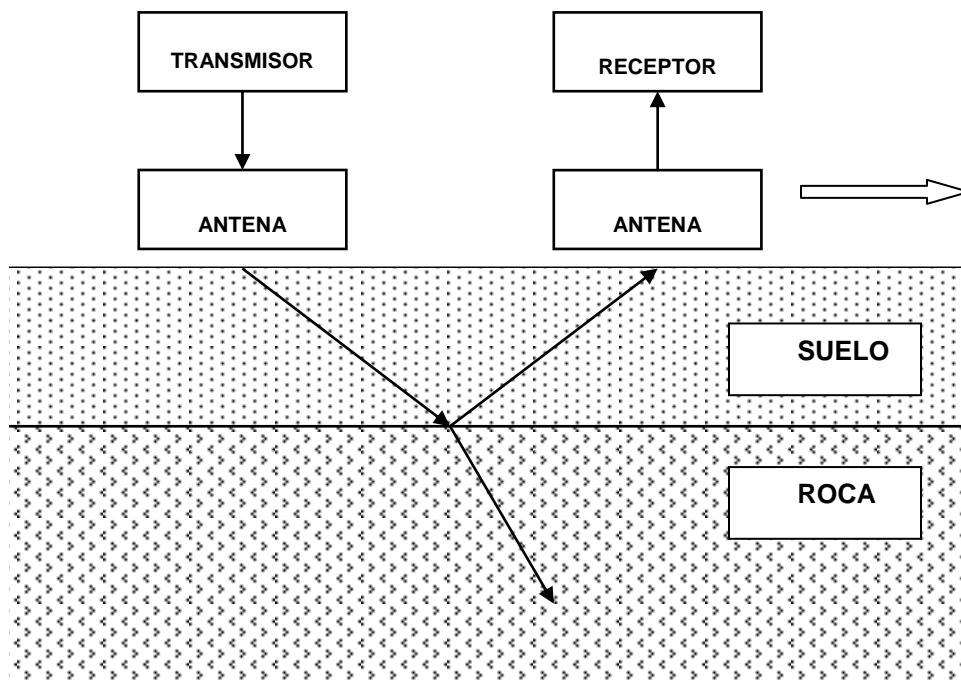 TRANSMISOR
RECEPTOR
ANTENA
ANTENA
SUELO
ROCA